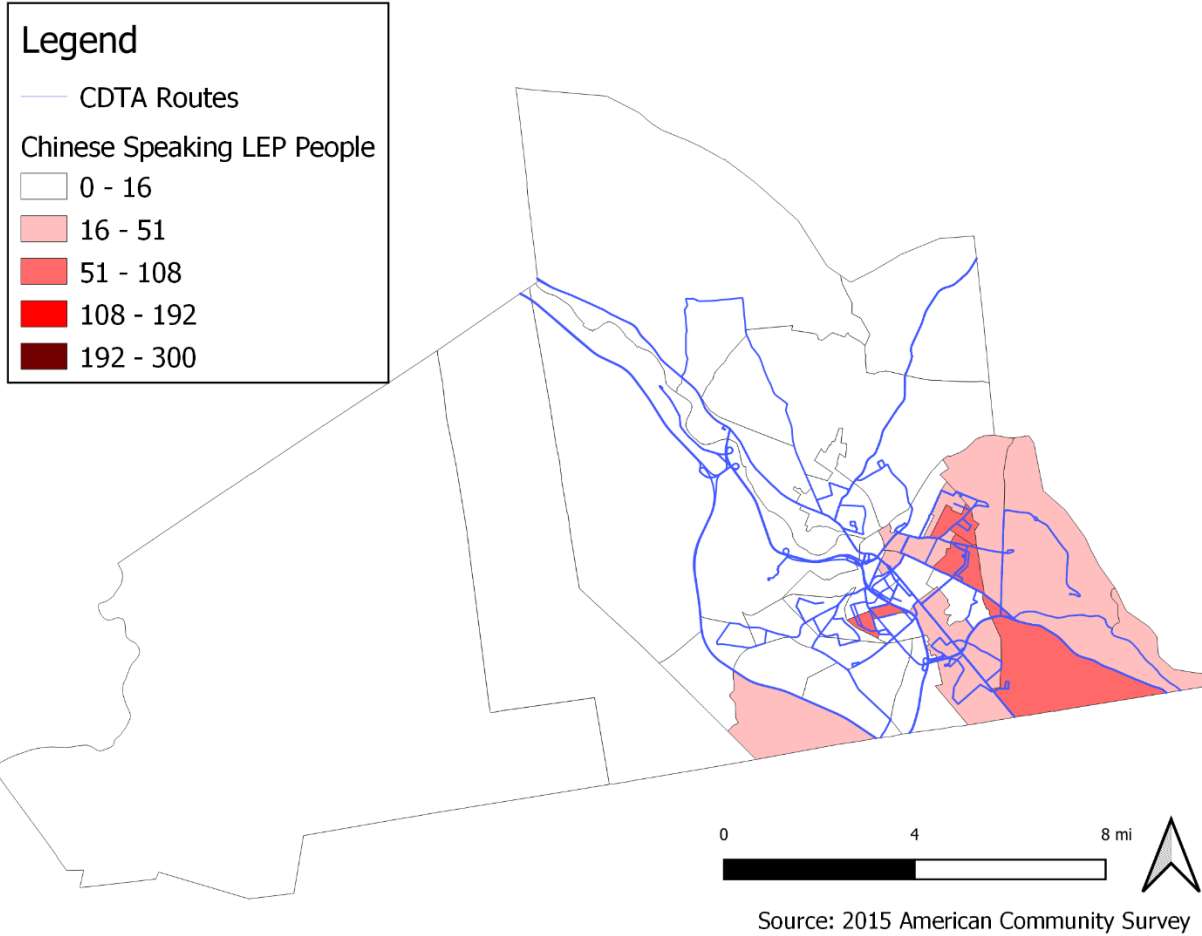 Legend
CDTA Routes
Chinese Speaking LEP People
0 - 16
16 - 51
51 - 108
108 - 192
192 - 300
0 4 8 mi
Source: 2015 American Community Survey